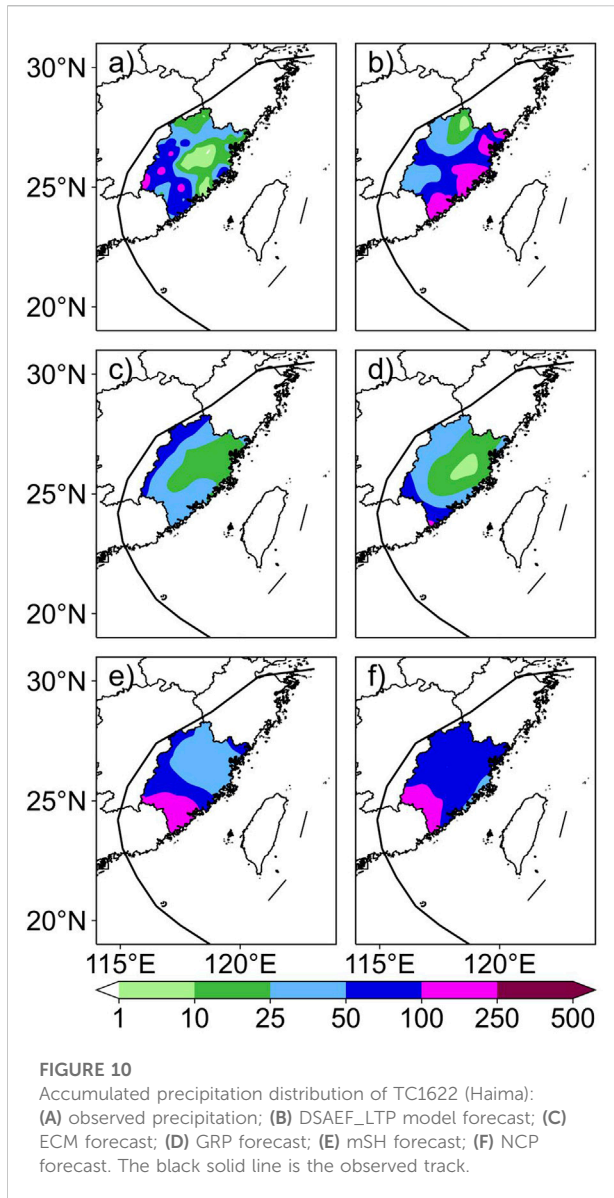 a)
b)
30°N
25°N
20°N
c)
d)
30°N
25°N
20°N
e)
f)
30°N
25°N
20°N
115°E 120°E 115°E 120°E
1 10 25 50 100 250 500
FIGURE 10
Accumulated precipitation distribution of TC1622 (Haima):
(A) observed precipitation; (B) DSAEF_LTP model forecast; (C)
ECM forecast; (D) GRP forecast; (E) mSH forecast; (F) NCP
forecast. The black solid line is the observed track.